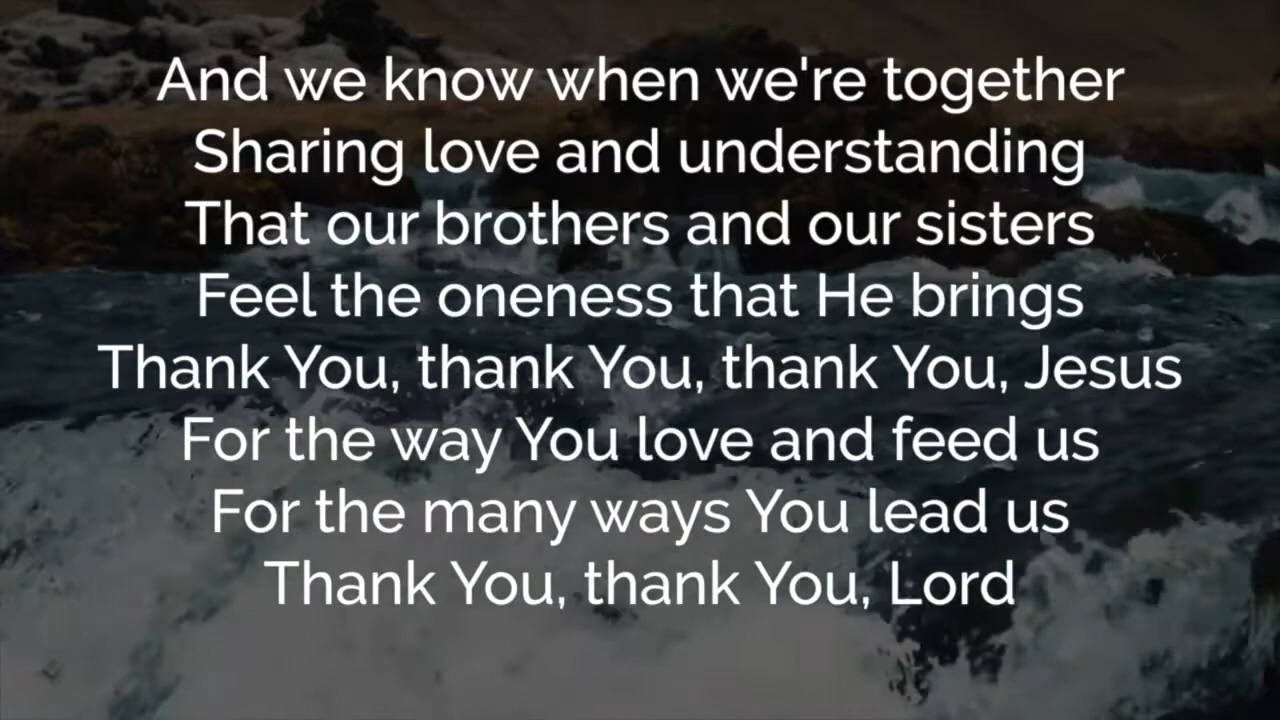 And we know when we're together
Sharing love and understanding
That our brothers and our sisters
Feel the oneness that He brings
Thank You, thank You, thank You, Jesus
For the way You love and feed us
For the many ways You lead us
Thank You, thank You, Lord